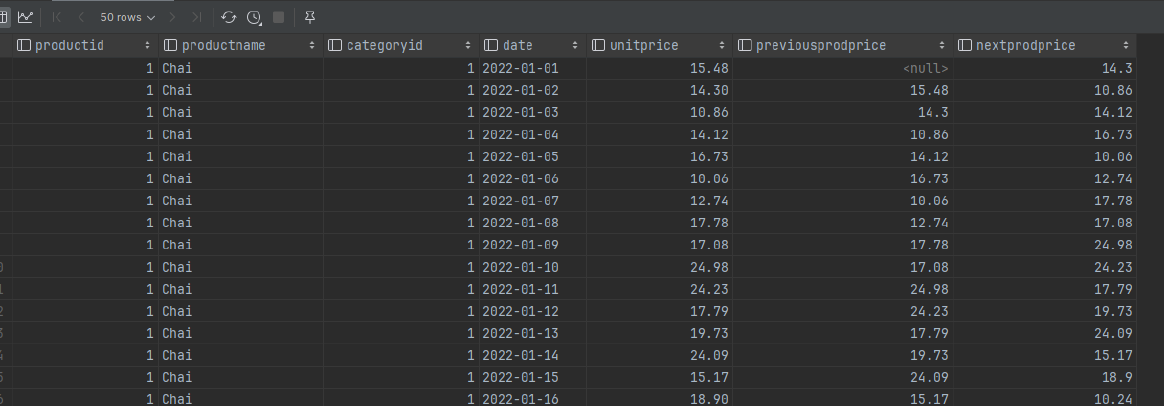 50 rows
productid productname categoryid date unitprice previousprodprice nextprodprice
1 Chai 1 2022-01-01 15.48 <null> 14.3
1 Chai 1 2022-01-02 14.30 15.48 10.86
1 Chai 1 2022-01-03 10.86 14.3 14.12
1 Chai 1 2022-01-04 14.12 10.86 16.73
1 Chai 1 2022-01-05 16.73 14.12 10.06
1 Chai 1 2022-01-06 10.06 16.73 12.74
1 Chai 1 2022-01-07 12.74 10.06 17.78
1 Chai 1 2022-01-08 17.78 12.74 17.08
1 Chai 1 2022-01-09 17.08 17.78 24.98
0 1 Chai 1 2022-01-10 24.98 17.08 24.23
1 1 Chai 1 2022-01-11 24.23 24.98 17.79
2 1 Chai 1 2022-01-12 17.79 24.23 19.73
3 1 Chai 1 2022-01-13 19.73 17.79 24.09
4 1 Chai 1 2022-01-14 24.09 19.73 15.17
5 1 Chai 1 2022-01-15 15.17 24.09 18.9
6 1 Chai 1 2022-01-16 18.90 15.17 10.24